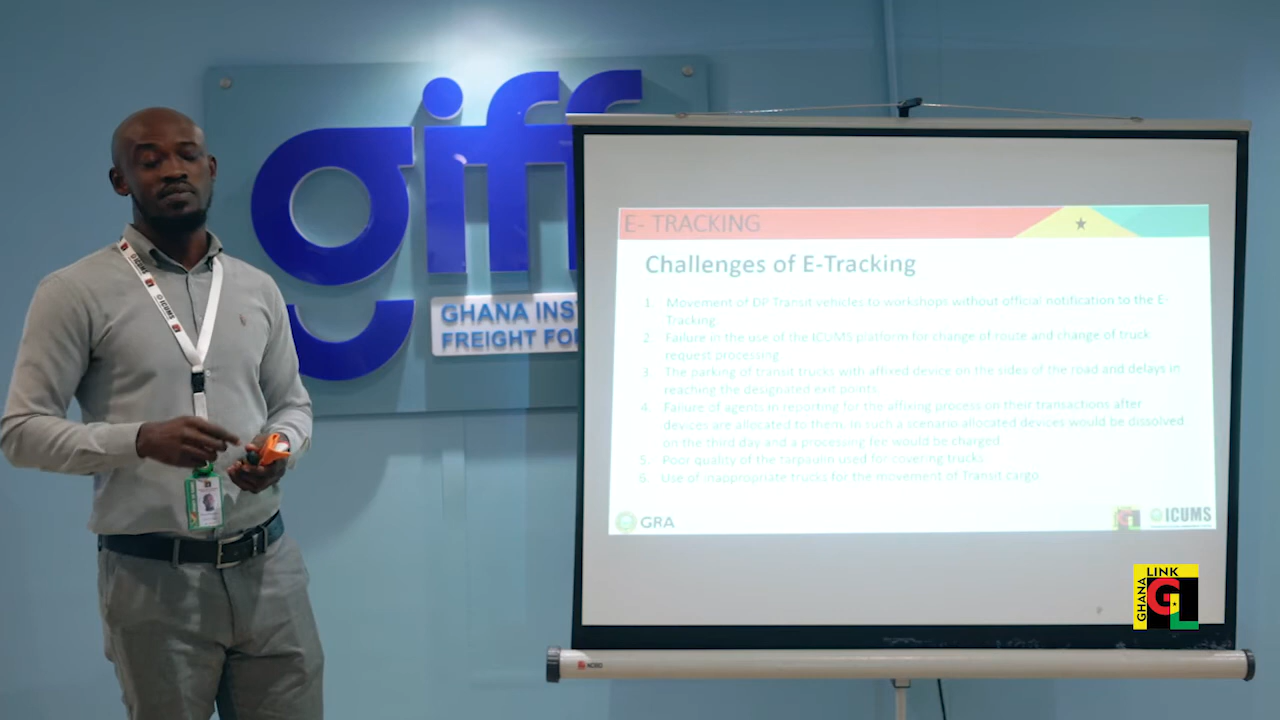 giff
GHANA INS
FREIGHT FO
ICUMS
E- TRACKING
Challenges of E-Tracking
1. Movement of DP Transit vehicles to workshops without official notification to the E-
Tracking.
2. Failure in the use of the ICUMS platform for change of route and change of truck
request processing.
3. The parking of transit trucks with affixed device on the sides of the road and delays in
reaching the designated exit points.
4. Failure of agents in reporting for the affixing process on their transactions after
devices are allocated to them. In such a scenario allocated devices would be dissolved
on the third day and a processing fee would be charged.
5. Poor quality of the tarpaulin used for covering trucks.
6. Use of inappropriate trucks for the movement of Transit cargo.
GRA
ICUMS
GHANA LINK
GL
NOBO